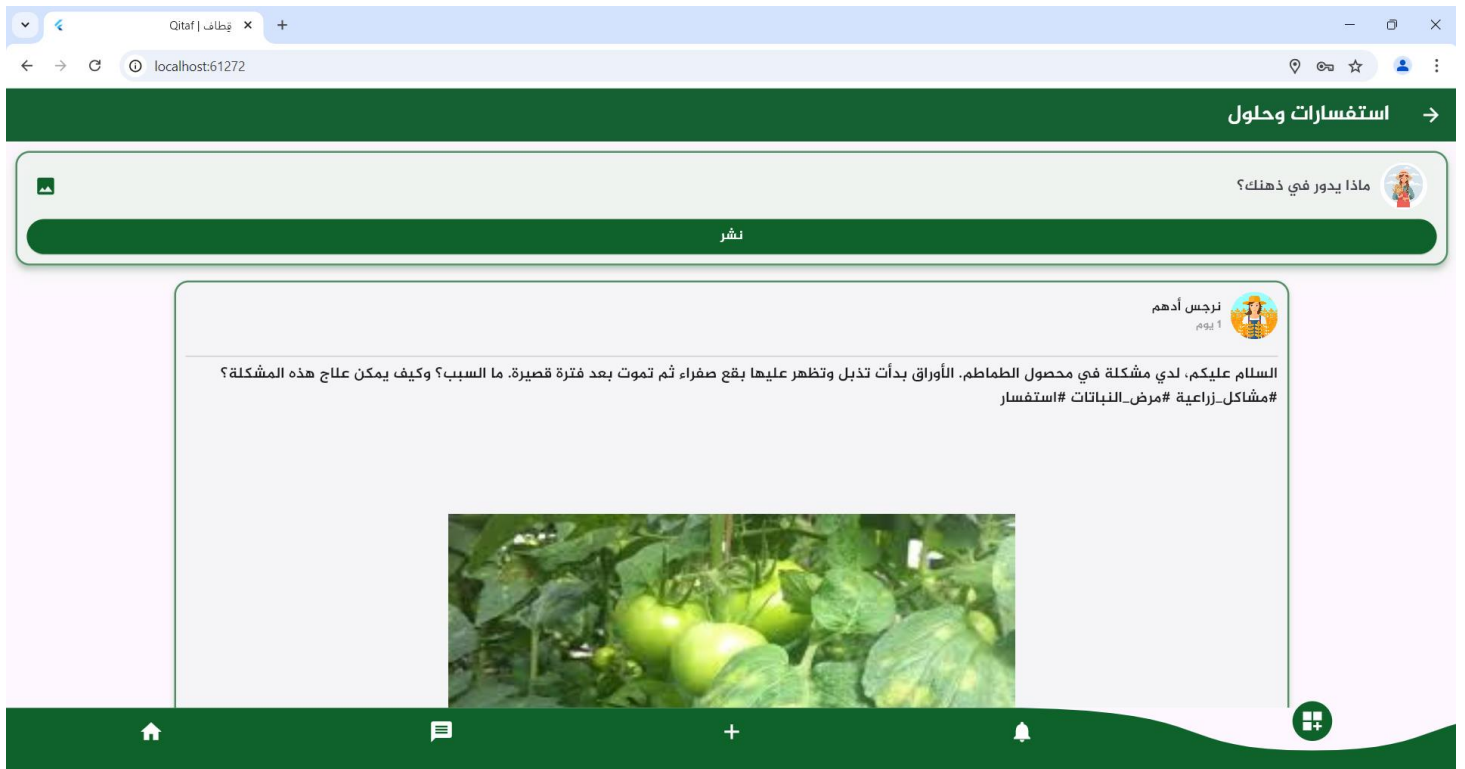 قِطاف | Qitaf
localhost:61272
استفسارات وحلول
ماذا يدور في ذهنك؟
نشر
نرجس أدهم
1 يوم
السلام عليكم، لدي مشكلة في محصول الطماطم. الأوراق بدأت تذبل وتظهر عليها بقع صفراء ثم تموت بعد فترة قصيرة. ما السبب؟ وكيف يمكن علاج هذه المشكلة؟
#مشاكل_زراعية #مرض_النباتات #استفسار